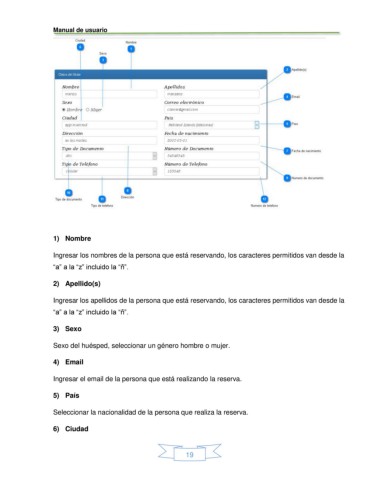 Manual de usuario
Ciudad
Nombre
Sexo
Apellido(s)
Nombre
Apellidos
Email
Sexo
Correo electrónico
Hombre
Mujer
Ciudad
País
País
Dirección
Fecha de nacimiento
Fecha de nacimiento
Tipo de Documento
Número de Documento
Tipo de Teléfono
Número de Teléfono
Número de documento
Tipo de documento
Tipo de teléfono
Dirección
Número de teléfono
1) Nombre
Ingresar los nombres de la persona que está reservando, los caracteres permitidos van desde la
“a” a la “z” incluido la “ñ”.
2) Apellido(s)
Ingresar los apellidos de la persona que está reservando, los caracteres permitidos van desde la
“a” a la “z” incluido la “ñ”.
3) Sexo
Sexo del huésped, seleccionar un género hombre o mujer.
4) Email
Ingresar el email de la persona que está realizando la reserva.
5) País
Seleccionar la nacionalidad de la persona que realiza la reserva.
6) Ciudad
19